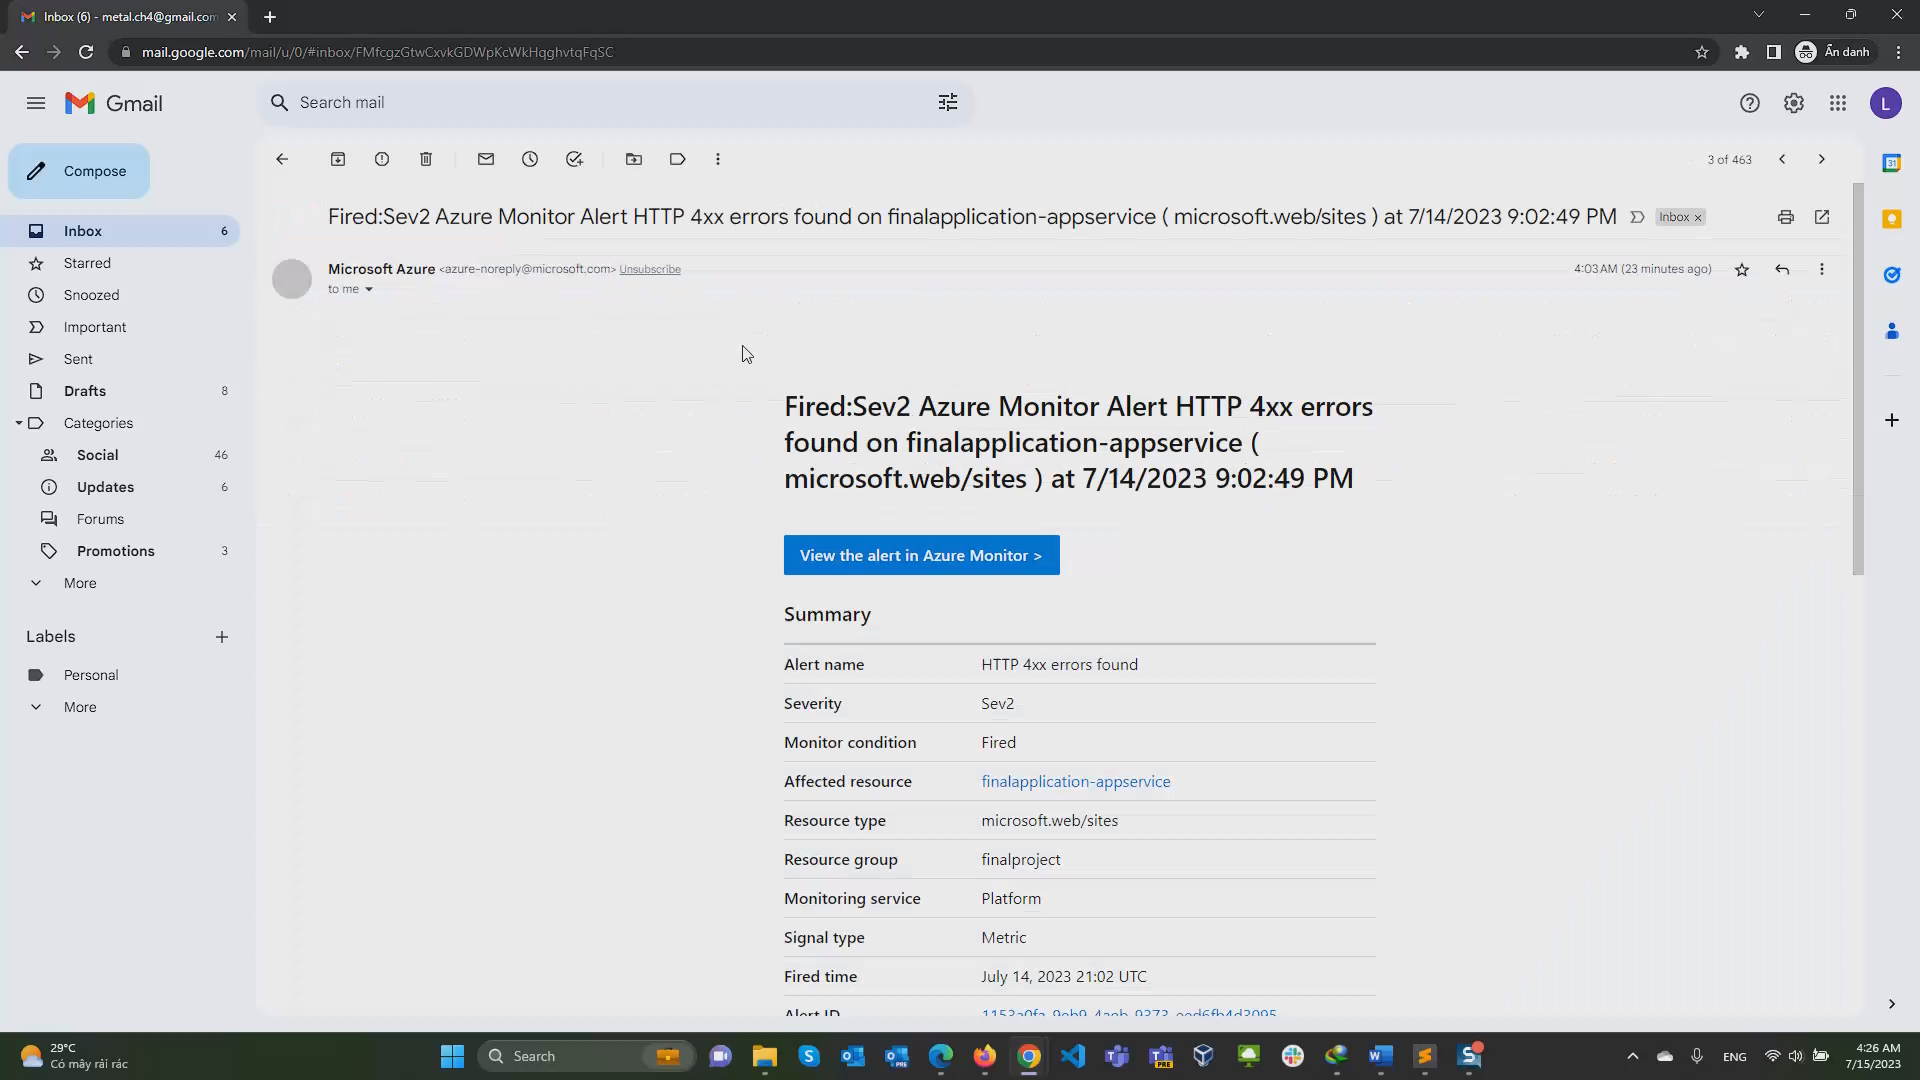 Inbox (6) - metal.ch4@gmail.com
mail.google.com/mail/u/0/#inbox/FMfcgzGtwCxvkGDWpKcWkHqghvtqFqSC
Ẩn danh
Gmail
Search mail
L
Compose
3 of 463
Inbox 6
Starred
Snoozed
Important
Sent
Drafts 8
Categories
Social 46
Updates 6
Forums
Promotions 3
More
Labels
Personal
More
Fired:Sev2 Azure Monitor Alert HTTP 4xx errors found on finalapplication-appservice ( microsoft.web/sites ) at 7/14/2023 9:02:49 PM
Inbox x
Microsoft Azure <azure-noreply@microsoft.com> Unsubscribe
4:03 AM (23 minutes ago)
to me
31
Fired:Sev2 Azure Monitor Alert HTTP 4xx errors
found on finalapplication-appservice (
microsoft.web/sites ) at 7/14/2023 9:02:49 PM
View the alert in Azure Monitor >
Summary
Alert name HTTP 4xx errors found
Severity Sev2
Monitor condition Fired
Affected resource finalapplication-appservice
Resource type microsoft.web/sites
Resource group finalproject
Monitoring service Platform
Signal type Metric
Fired time July 14, 2023 21:02 UTC
Alert ID
29°C
Có mây rải rác
Search
ENG
4:26 AM
7/15/2023